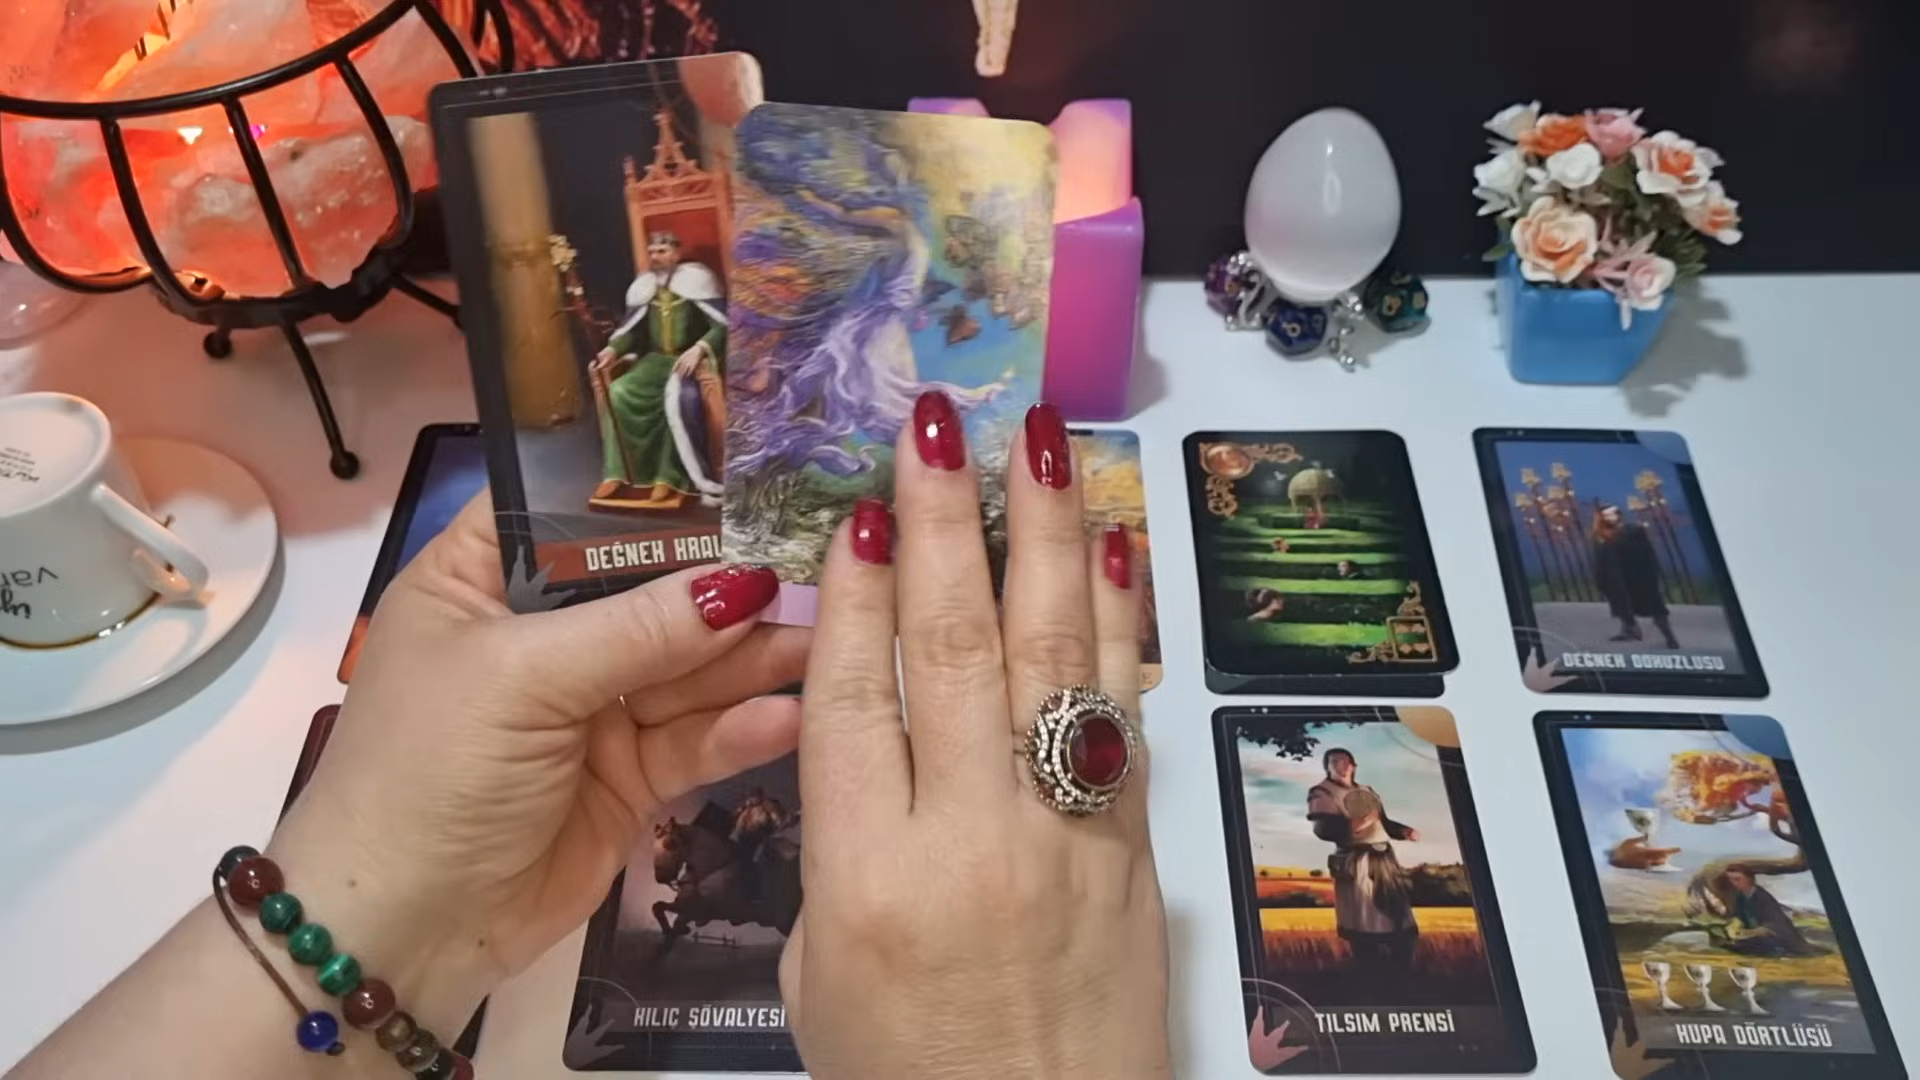 DEĞNEK KRAL
DEĞNEK DOKUZLUSU
KILIÇ ŞÖVALYESİ
TILSIM PRENSİ
KUPA DÖRTLÜSÜ